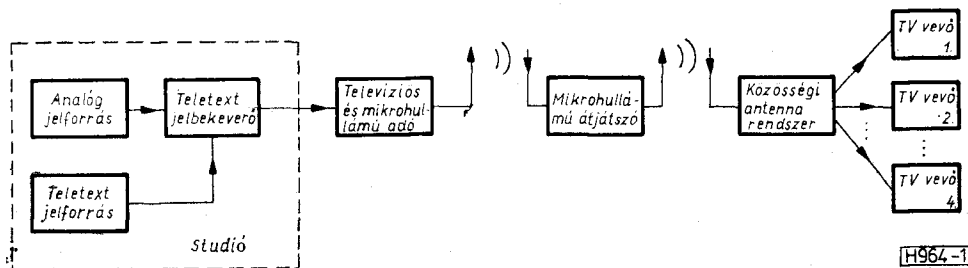 Analóg
jelforrás
Teletext
jelbekeverő
Teletext
jelforrás
Studió
Televíziós
és mikrohul-
lámú adó
))
Mikrohullá-
mú átjátszó
))
Közösségi
antenna
rendszer
TV vevő
1.
TV vevő
2.
TV vevő
4.
H964-1